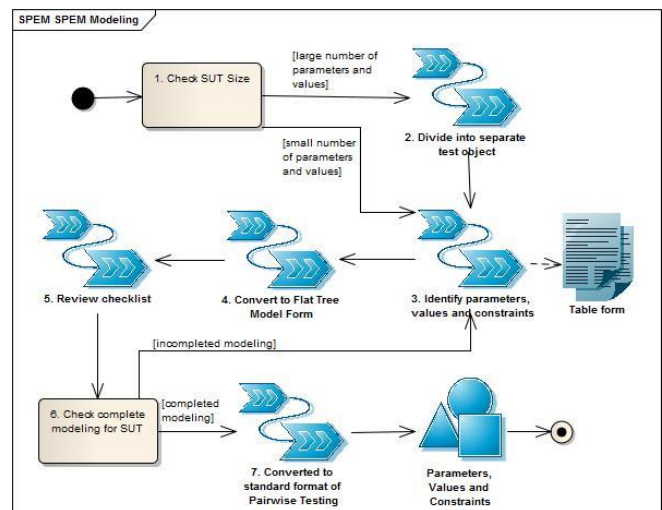 SPEM SPEM Modeling
1. Check SUT Size
[large number of
parameters and
values]
2. Divide into separate
test object
[small number
of parameters
and values]
5. Review checklist
4. Convert to Flat Tree
Model Form
3. Identify parameters,
values and constraints
Table form
[incompleted modeling]
6. Check complete
modeling for SUT
[completed
modeling]
7. Converted to
standard format of
Pairwise Testing
Parameters,
Values and
Constraints